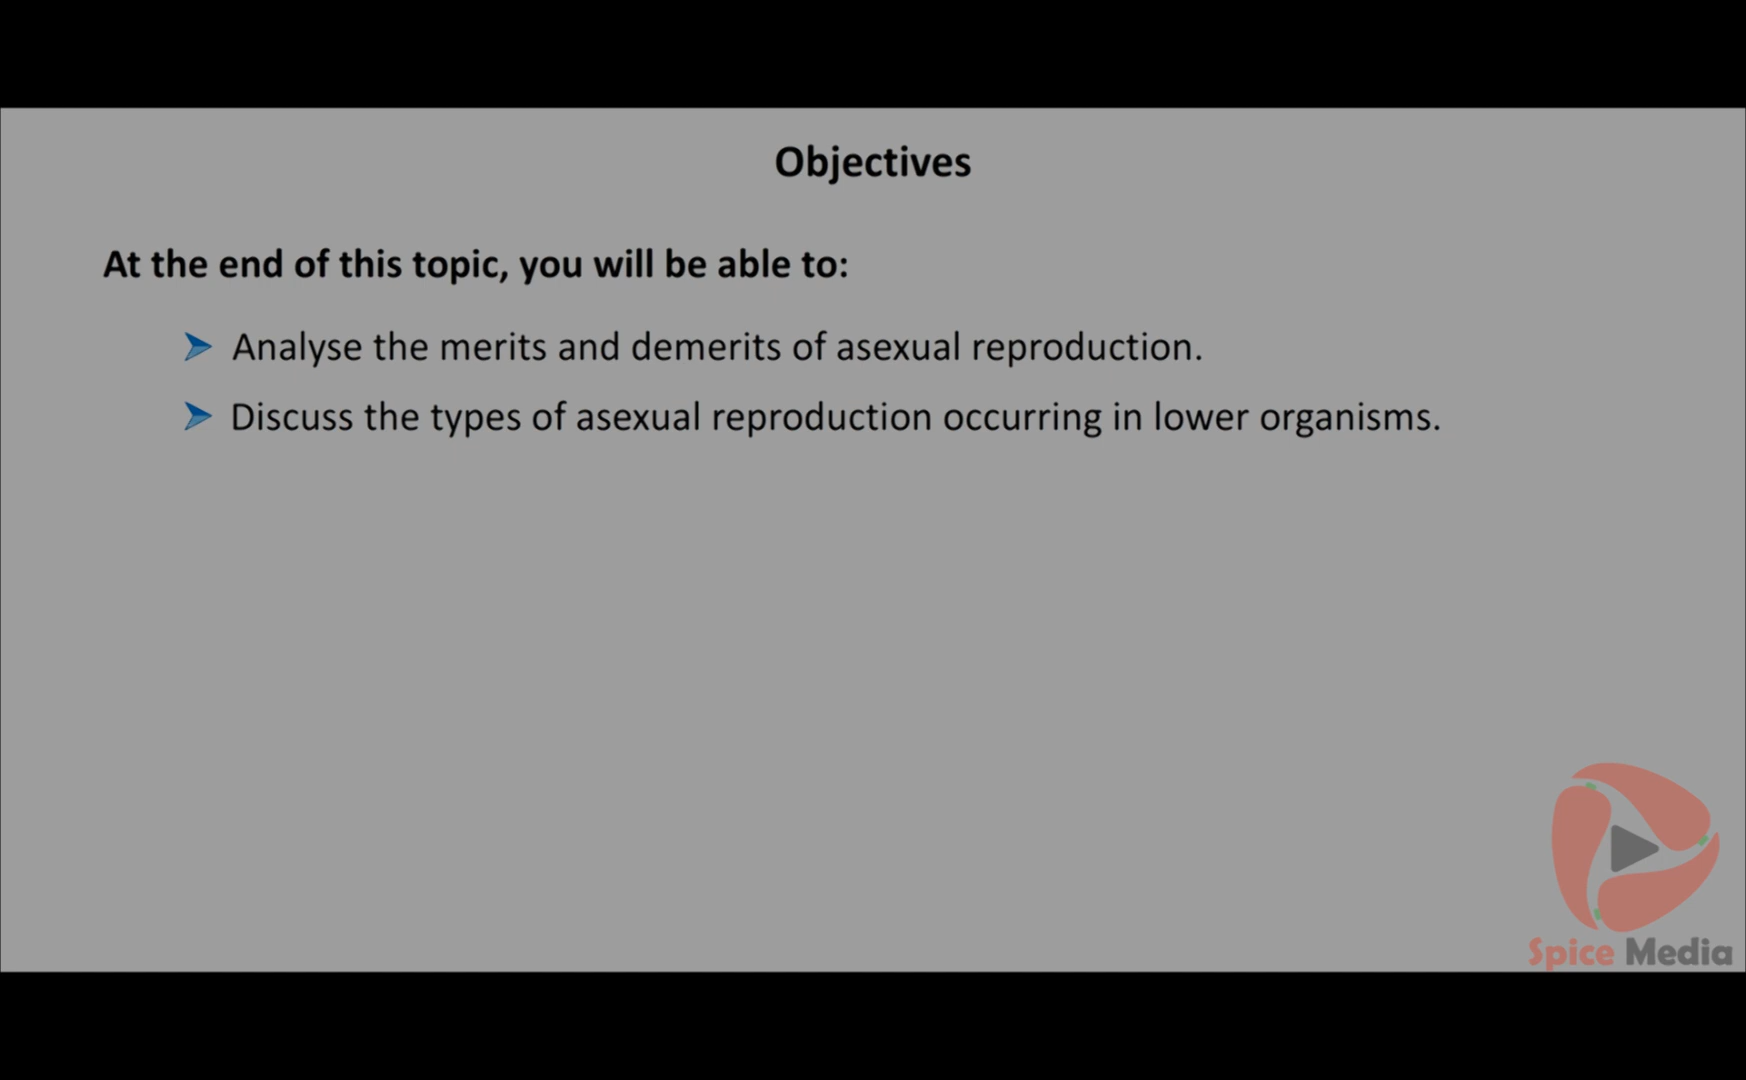 Objectives
At the end of this topic, you will be able to:
Analyse the merits and demerits of asexual reproduction.
Discuss the types of asexual reproduction occurring in lower organisms.
Spice Media